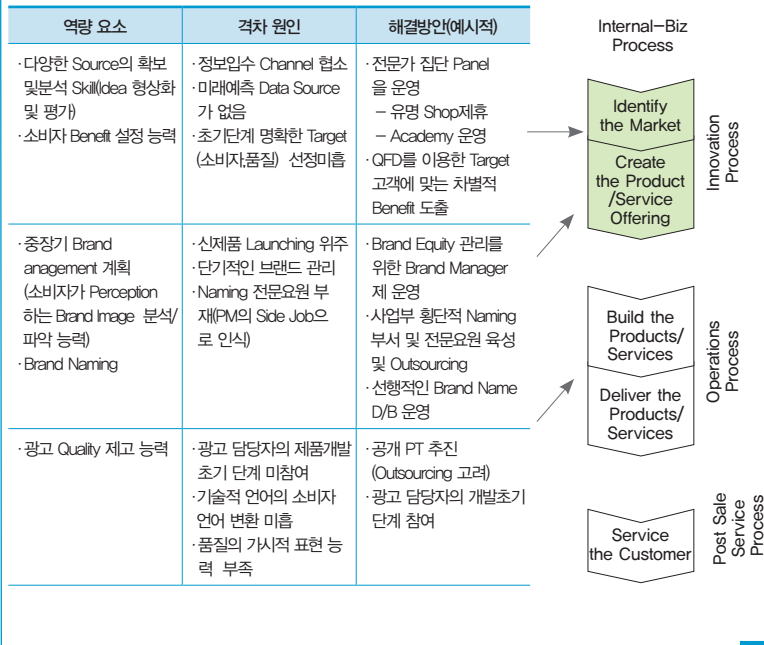 역량 요소
격차 원인
해결방안(예시적)
·다양한 Source의 확보
및분석 Skill(Idea 형상화
및 평가)
·소비자 Benefit 설정 능력
·정보입수 Channel 협소
·미래예측 Data Source
가 없음
·초기단계 명확한 Target
(소비자,품질) 선정미흡
·전문가 집단 Panel
을 운영
– 유명 Shop제휴
– Academy 운영
·QFD를 이용한 Target
고객에 맞는 차별적
Benefit 도출
·중장기 Brand
anagement 계획
(소비자가 Perception
하는 Brand Image 분석/
파악 능력)
·Brand Naming
·신제품 Launching 위주
·단기적인 브랜드 관리
·Naming 전문요원 부
재(PM의 Side Job으
로 인식)
·Brand Equity 관리를
위한 Brand Manager
제 운영
·사업부 횡단적 Naming
부서 및 전문요원 육성
및 Outsourcing
·선행적인 Brand Name
D/B 운영
·광고 Quality 제고 능력
·광고 담당자의 제품개발
초기 단계 미참여
·기술적 언어의 소비자
언어 변환 미흡
·품질의 가시적 표현 능
력 부족
·공개 PT 추진
(Outsourcing 고려)
·광고 담당자의 개발초기
단계 참여
Internal-Biz
Process
Identify
the Market
Create
the Product
/Service
Offering
Innovation
Process
Build the
Products/
Services
Deliver the
Products/
Services
Operations
Process
Service
the Customer
Post Sale
Service
Process